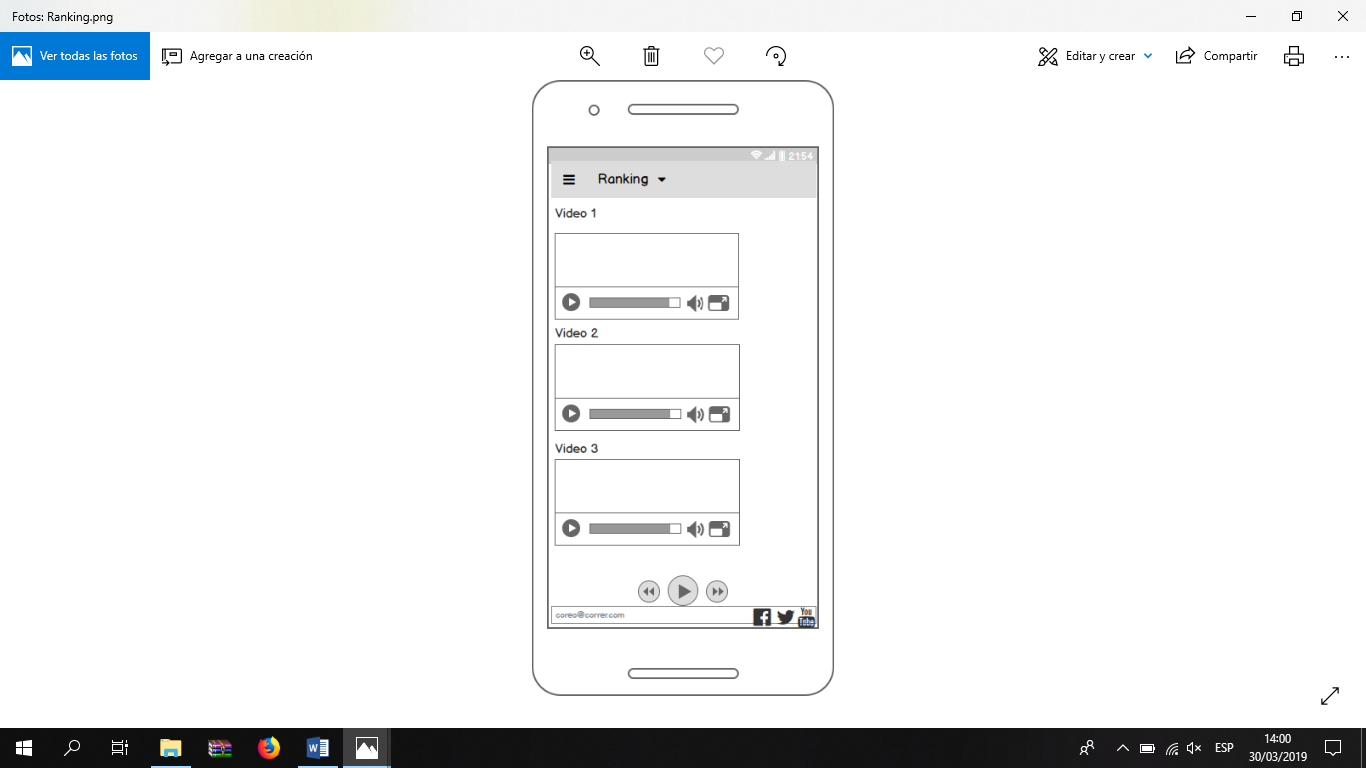 Fotos: Ranking.png
Ver todas las fotos
Agregar a una creación
Editar y crear
Compartir
21:54
Ranking
Video 1
Video 2
Video 3
coreo@correr.com
You
Tube
ESP
14:00
30/03/2019